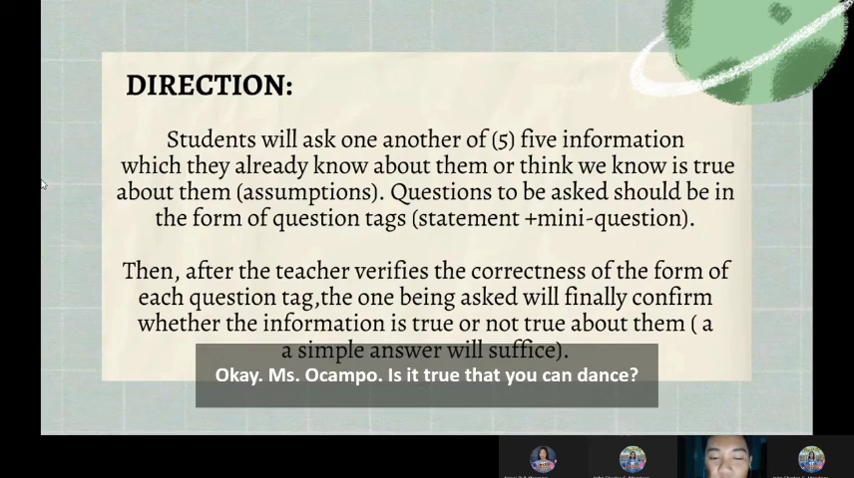 DIRECTION:
Students will ask one another of (5) five information
which they already know about them or think we know is true
about them (assumptions). Questions to be asked should be in
the form of question tags (statement +mini-question).
Then, after the teacher verifies the correctness of the form of
each question tag,the one being asked will finally confirm
whether the information is true or not true about them ( a
a simple answer will suffice).
Okay. Ms. Ocampo. Is it true that you can dance?